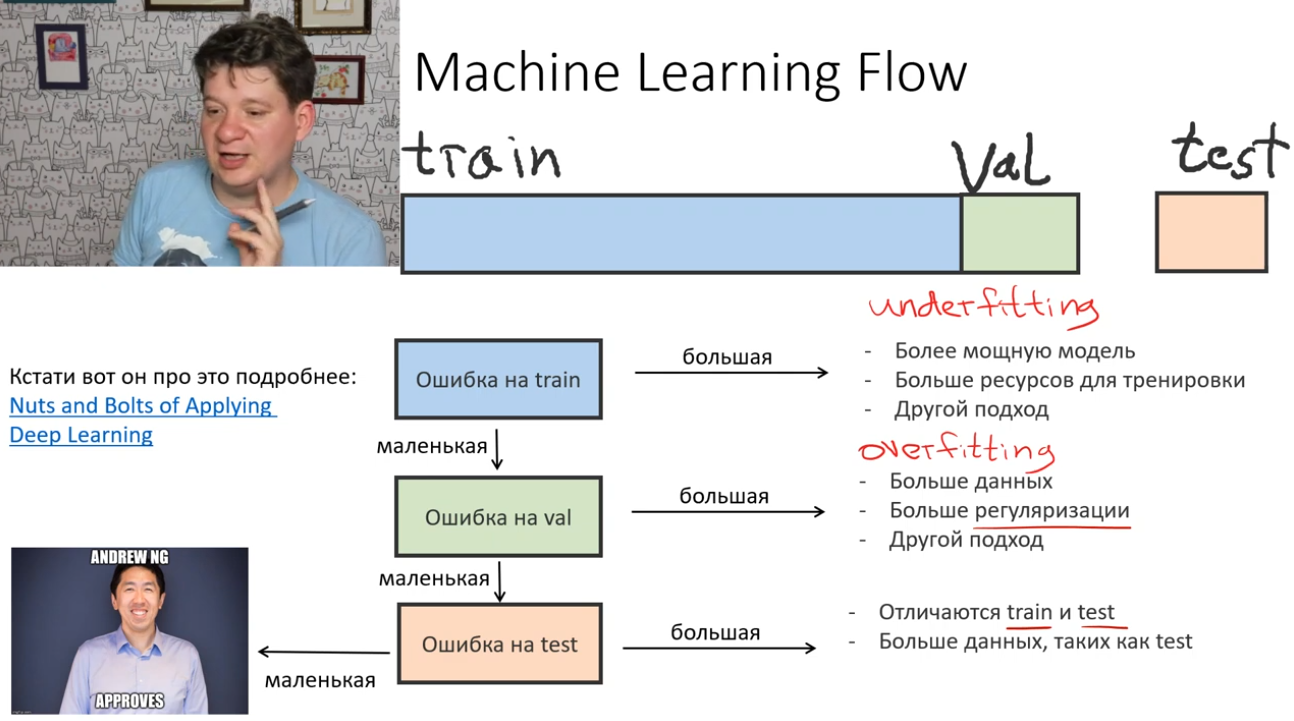 Machine Learning Flow
train
val
test
underfitting
Ошибка на train
большая
- Более мощную модель
- Больше ресурсов для тренировки
- Другой подход
Кстати вот он про это подробнее:
Nuts and Bolts of Applying
Deep Learning
маленькая
overfitting
Ошибка на val
большая
- Больше данных
- Больше регуляризации
- Другой подход
маленькая
Ошибка на test
большая
- Отличаются train и test
- Больше данных, таких как test
маленькая
ANDREW NG
APPROVES